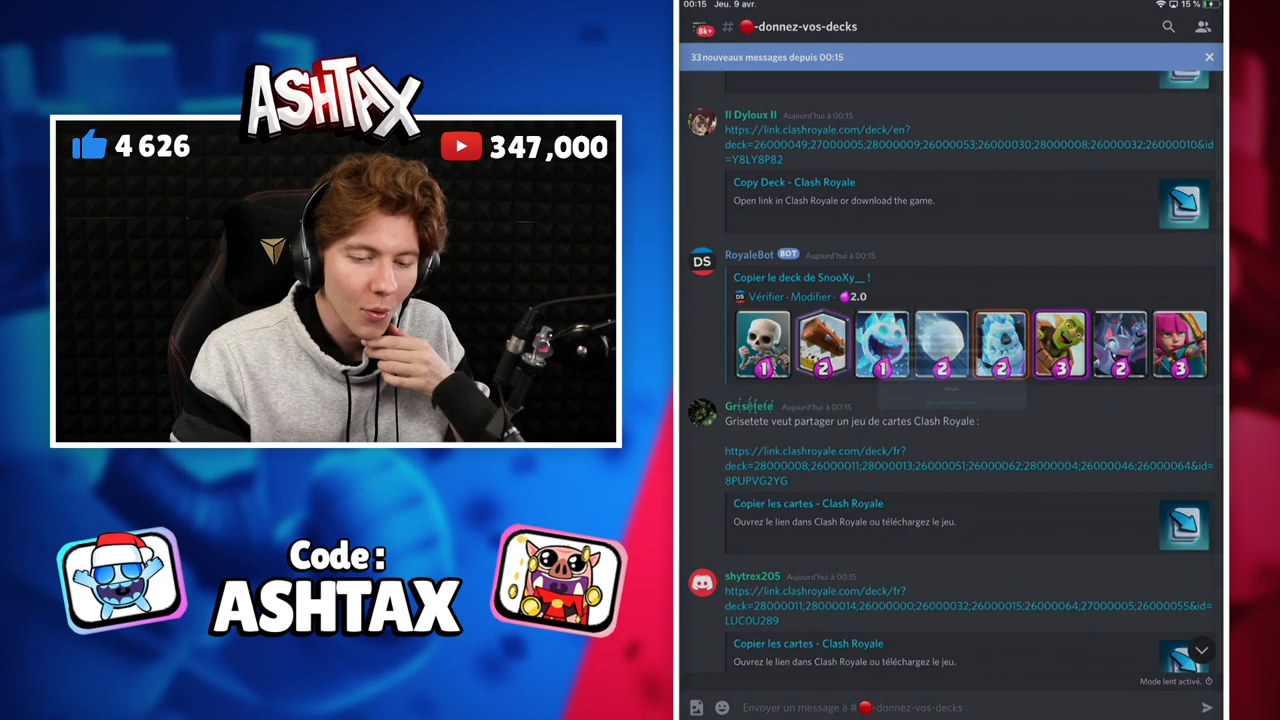 ASHTAX
4 626
347,000
Code :
ASHTAX
00:15 Jeu. 9 avr.
15 %
8k+
# 🔴-donnez-vos-decks
33 nouveaux messages depuis 00:15
II Dyloux II Aujourd'hui à 00:15
https://link.clashroyale.com/deck/en?
deck=26000049;27000005;28000009;26000053;26000030;28000008;26000032;26000010&id
=Y8LY8P82
Copy Deck - Clash Royale
Open link in Clash Royale or download the game.
DS
RoyaleBot BOT Aujourd'hui à 00:15
Copier le deck de SnooXy__ !
DS Vérifier · Modifier · 2.0
1 2 1 2 2 3 2 3
Aujourd'hui à 00:15
Grisetete veut partager un jeu de cartes Clash Royale :
https://link.clashroyale.com/deck/fr?
deck=28000008;26000011;28000013;26000051;26000062;28000004;26000046;26000064&id=
8PUPVG2YG
Copier les cartes - Clash Royale
Ouvrez le lien dans Clash Royale ou téléchargez le jeu.
shytrex205 Aujourd'hui à 00:15
https://link.clashroyale.com/deck/fr?
deck=28000011;28000014;26000000;26000032;26000015;26000064;27000005;26000055&id=
LUC0U289
Copier les cartes - Clash Royale
Ouvrez le lien dans Clash Royale ou téléchargez le jeu.
Mode lent activé.
Envoyer un message à # 🔴-donnez-vos-decks